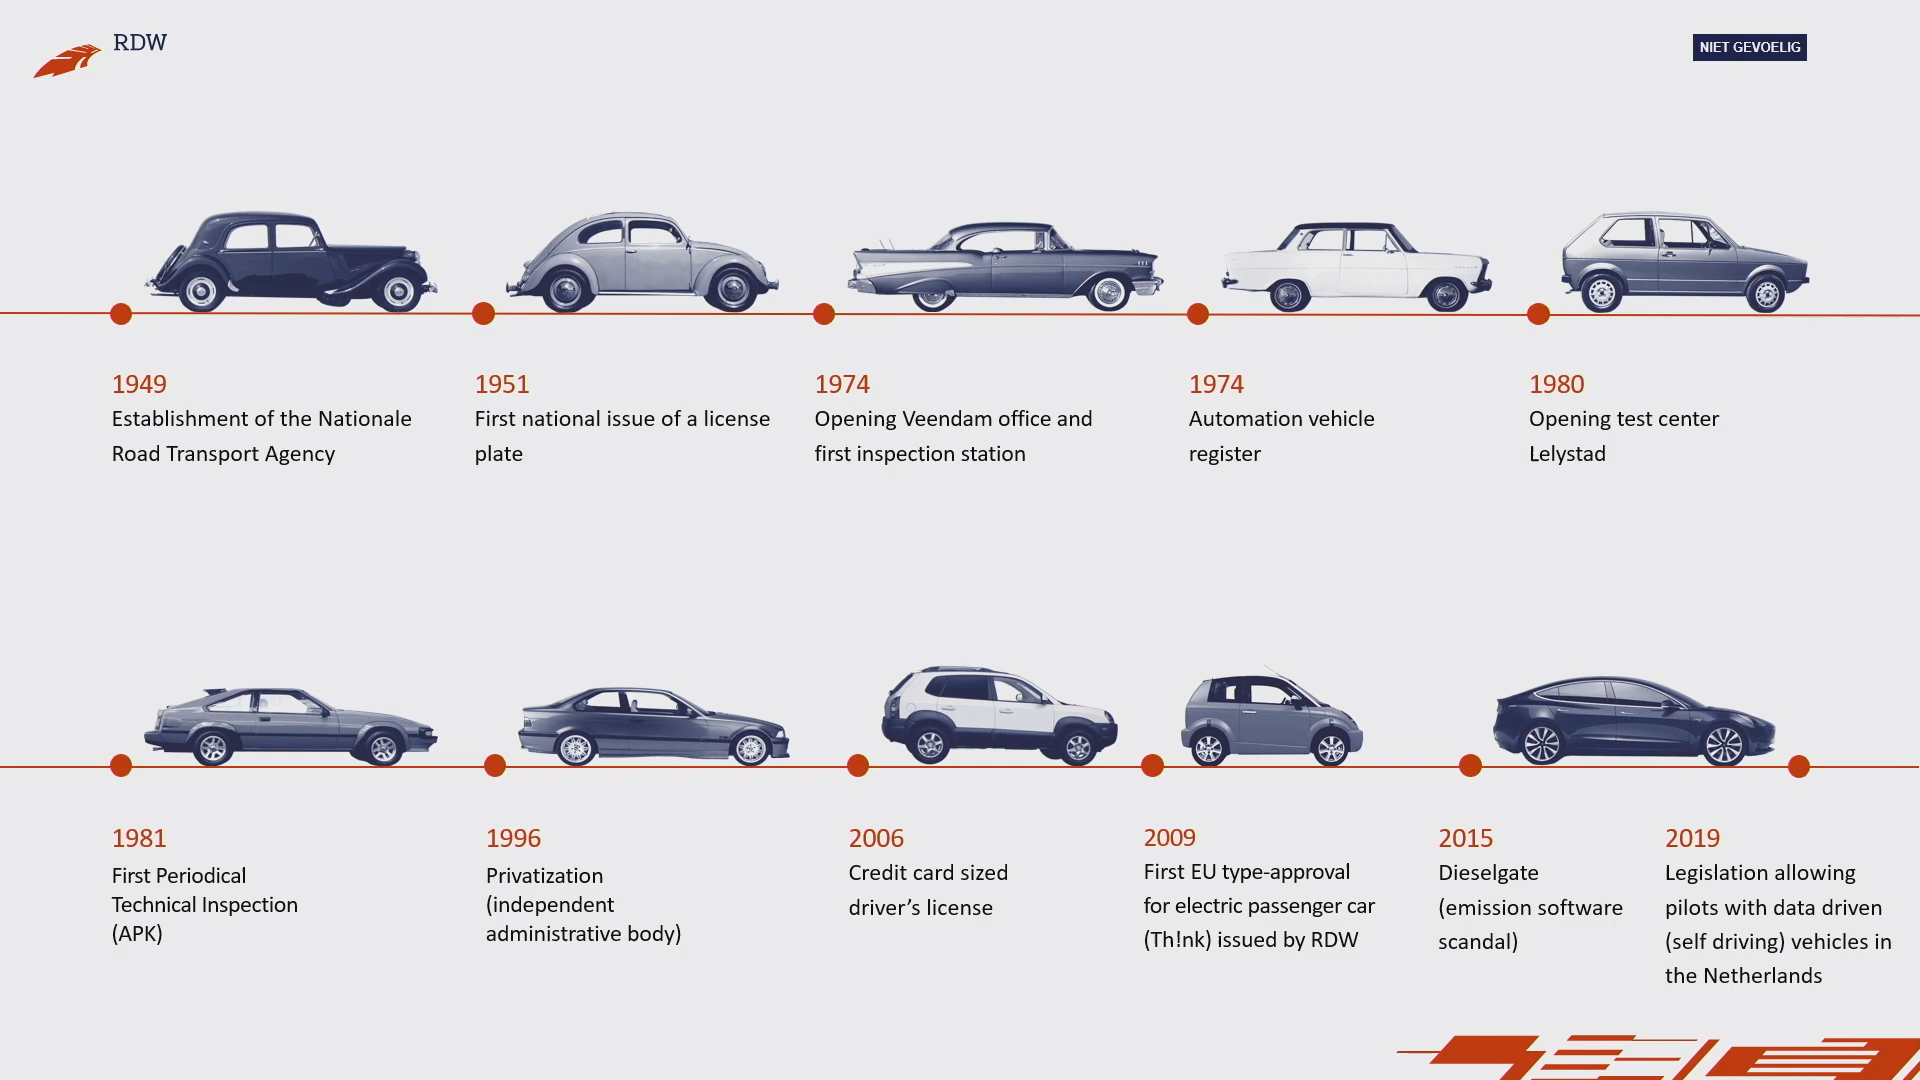 RDW
NIET GEVOELIG
1949
Establishment of the Nationale
Road Transport Agency
1951
First national issue of a license
plate
1974
Opening Veendam office and
first inspection station
1974
Automation vehicle
register
1980
Opening test center
Lelystad
1981
First Periodical
Technical Inspection
(APK)
1996
Privatization
(independent
administrative body)
2006
Credit card sized
driver’s license
2009
First EU type-approval
for electric passenger car
(Th!nk) issued by RDW
2015
Dieselgate
(emission software
scandal)
2019
Legislation allowing
pilots with data driven
(self driving) vehicles in
the Netherlands